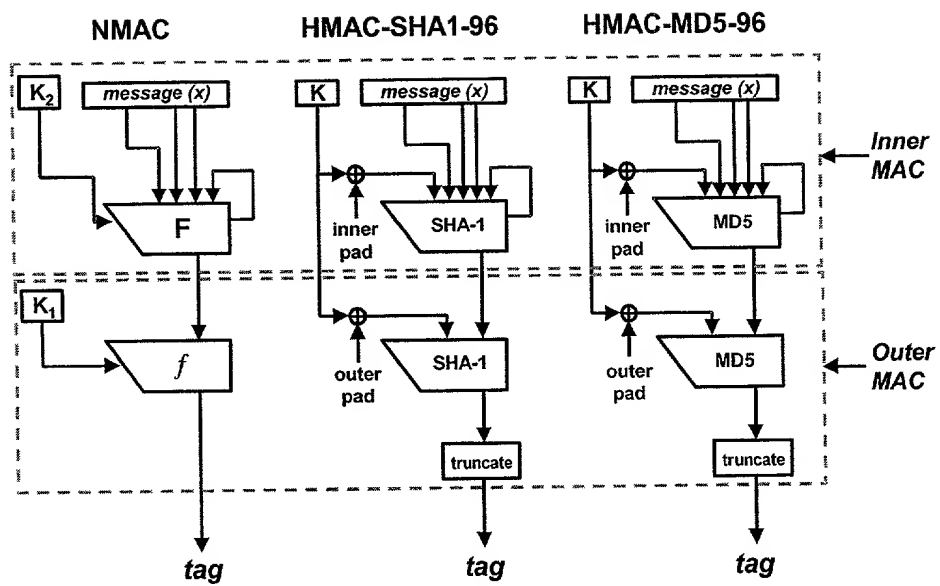 NMAC
HMAC-SHA1-96
HMAC-MD5-96
K2
message (x)
K
message (x)
K
message (x)
Inner
MAC
inner
pad
inner
pad
F
SHA-1
MD5
K1
f
SHA-1
MD5
outer
pad
outer
pad
Outer
MAC
truncate
truncate
tag
tag
tag